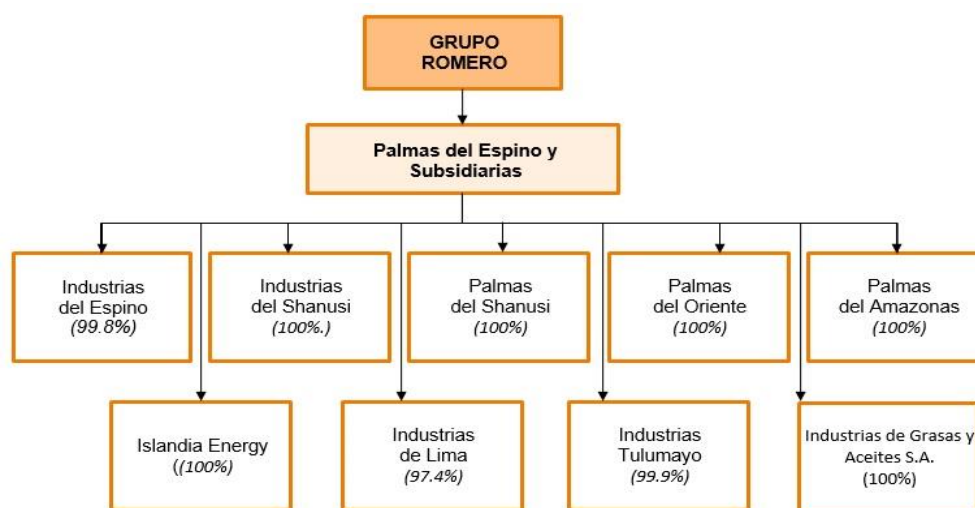 GRUPO
ROMERO
Palmas del Espino y
Subsidiarias
Industrias
del Espino
(99.8%)
Industrias
del Shanusi
(100%.)
Palmas
del Shanusi
(100%)
Palmas
del Oriente
(100%)
Palmas
del Amazonas
(100%)
Islandia Energy
((100%)
Industrias
de Lima
(97.4%)
Industrias
Tulumayo
(99.9%)
Industrias de Grasas y
Aceites S.A.
(100%)